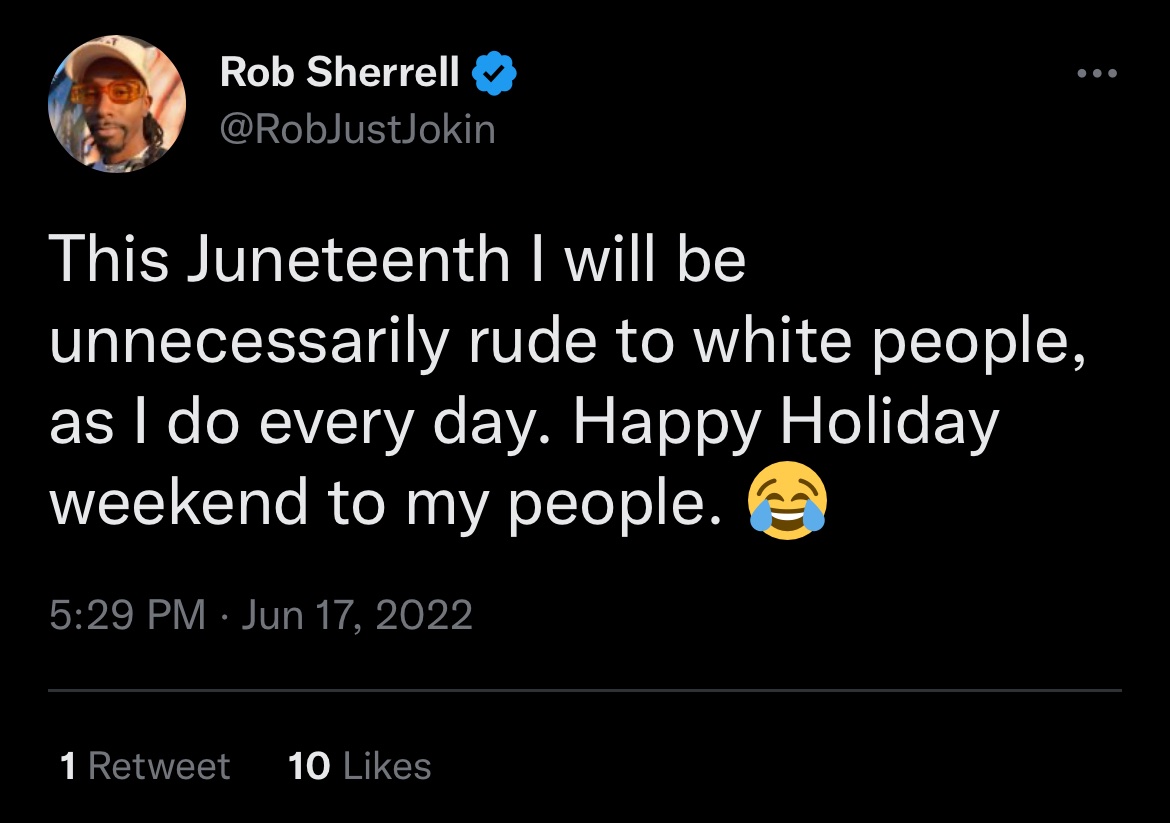 Rob Sherrell
@RobJustJokin
This Juneteenth I will be
unnecessarily rude to white people,
as I do every day. Happy Holiday
weekend to my people. 😂
5:29 PM · Jun 17, 2022
1 Retweet 10 Likes